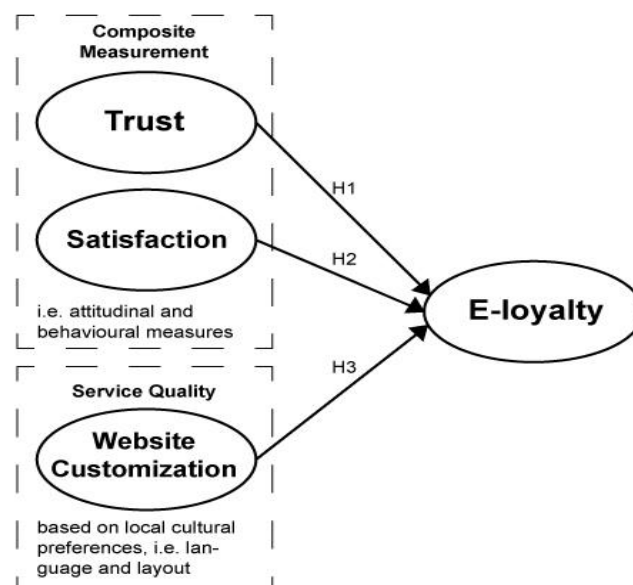 Composite
Measurement
Trust
H1
Satisfaction
H2
i.e. attitudinal and
behavioural measures
E-loyalty
H3
Service Quality
Website
Customization
based on local cultural
preferences, i.e. lan-
guage and layout